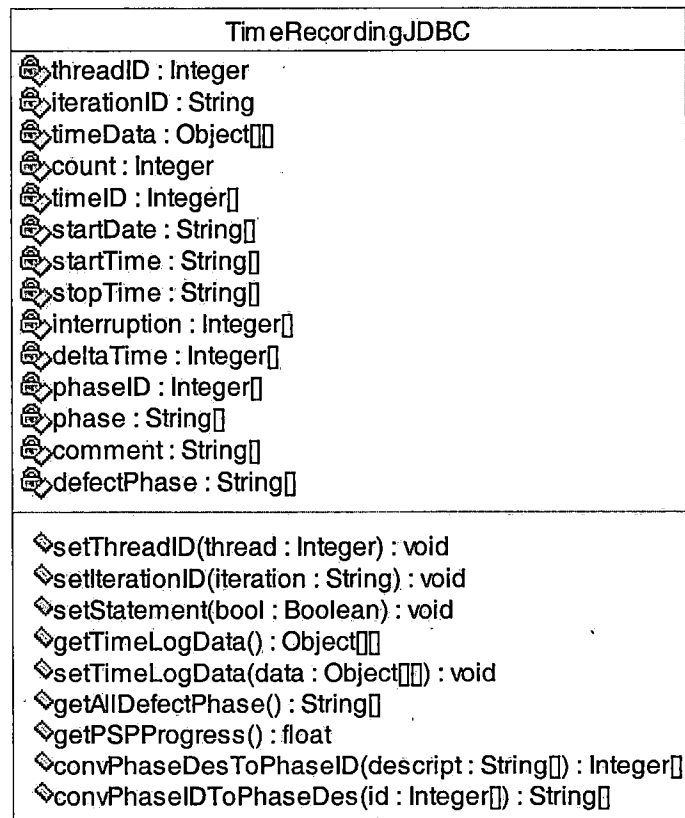 TimeRecordingJDBC
threadID : Integer
iterationID : String
timeData : Object[][]
count : Integer
timeID : Integer[]
startDate : String[]
startTime : String[]
stopTime : String[]
interruption : Integer[]
deltaTime : Integer[]
phaseID : Integer[]
phase : String[]
comment : String[]
defectPhase : String[]
setThreadID(thread : Integer) : void
setIterationID(iteration : String) : void
setStatement(bool : Boolean) : void
getTimeLogData() : Object[][]
setTimeLogData(data : Object[][]) : void
getAllDefectPhase() : String[]
getPSPProgress() : float
convPhaseDesToPhaseID(descript : String[]) : Integer[]
convPhaseIDToPhaseDes(id : Integer[]) : String[]